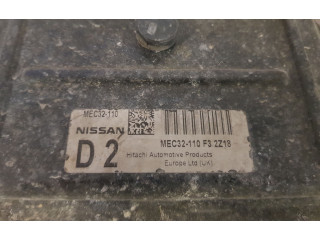 MEC32-110
NISSAN
D2
MEC32-110 F3 2Z18
Hitachi Automotive Products
Europe Ltd (UK)